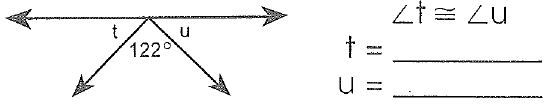 t u
122°
∠t ≅ ∠u
t = ________
u = ________